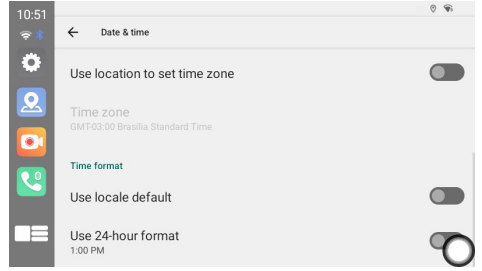 10:51
Date & time
Use location to set time zone
Time zone
GMT-03:00 Brasilia Standard Time
Time format
Use locale default
Use 24-hour format
1:00 PM